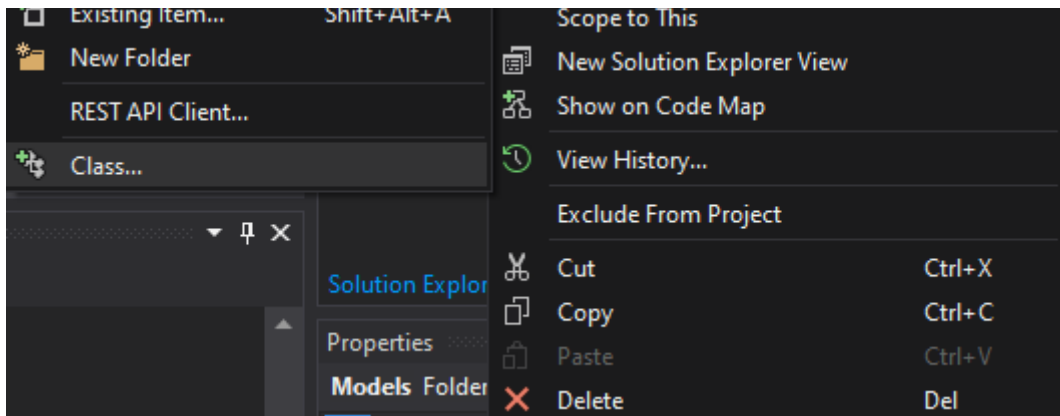 Existing Item... Shift+Alt+A
New Folder
REST API Client...
Class...
Scope to This
New Solution Explorer View
Show on Code Map
View History...
Exclude From Project
Cut Ctrl+X
Copy Ctrl+C
Paste Ctrl+V
Delete Del
Solution Explor
Properties
Models Folder